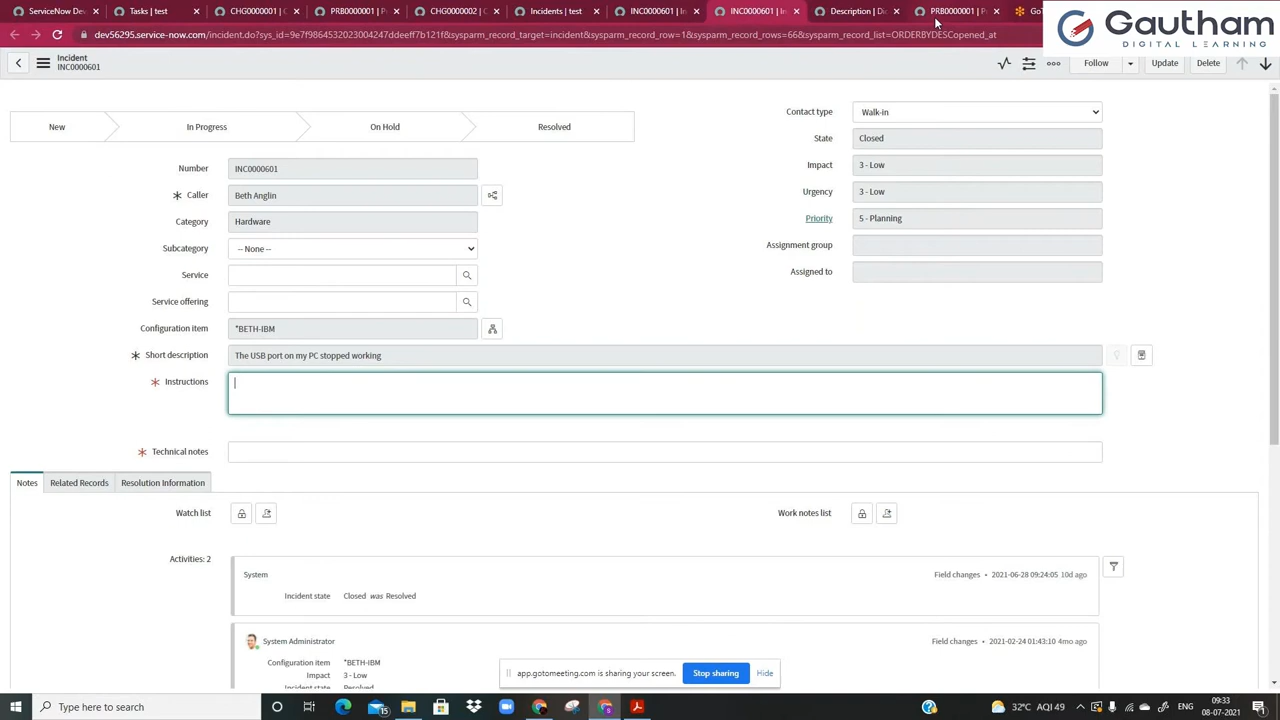 ServiceNow Dev
Tasks | test
CHG0000001 | C
PRB0000001 | P
CHG0000002 | C
Incidents | test
INC0000601 | In
INC0000601 | In
Description | Di
PRB0000001 | P
GoT
Gautham
DIGITAL LEARNING
dev56295.service-now.com/incident.do?sys_id=9e7f9864532023004247ddeeff7b121f&sysparm_record_target=incident&sysparm_record_row=1&sysparm_record_rows=66&sysparm_record_list=ORDERBYDESCopened_at
Incident
INC0000601
Follow
Update
Delete
New
In Progress
On Hold
Resolved
Contact type
Walk-in
State
Closed
Number
INC0000601
Impact
3 - Low
Caller
Beth Anglin
Urgency
3 - Low
Category
Hardware
Priority
5 - Planning
Subcategory
-- None --
Assignment group
Service
Assigned to
Service offering
Configuration item
*BETH-IBM
Short description
The USB port on my PC stopped working
Instructions
Technical notes
Notes
Related Records
Resolution Information
Watch list
Work notes list
Activities: 2
System
Field changes • 2021-06-28 09:24:05 10d ago
Incident state Closed was Resolved
System Administrator
Field changes • 2021-02-24 01:43:10 4mo ago
Configuration item *BETH-IBM
Impact 3 - Low
Incident state Resolved
app.gotomeeting.com is sharing your screen.
Stop sharing
Hide
Type here to search
15
32°C AQI 49
09:33
08-07-2021
1